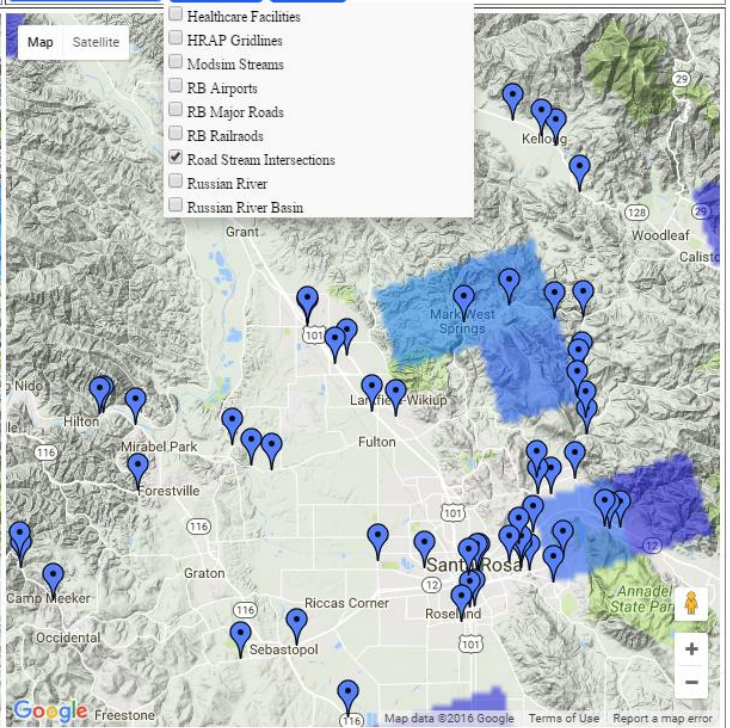 Healthcare Facilities
HRAP Gridlines
Modsim Streams
RB Airports
RB Major Roads
RB Railraods
Road Stream Intersections
Russian River
Russian River Basin
Map Satellite
29
Kellogg
128
29
Woodleaf
Calisto
Grant
101
Mark West
Springs
Nido
Hilton
Larkfield-Wikiup
116
Mirabel Park
Fulton
Forestville
101
116
12
Santa Rosa
Graton
12
Camp Meeker
116
Riccas Corner
Roseland
Annadel
State Par
Occidental
Sebastopol
101
Google
Freestone
116
Map data ©2016 Google Terms of Use Report a map error